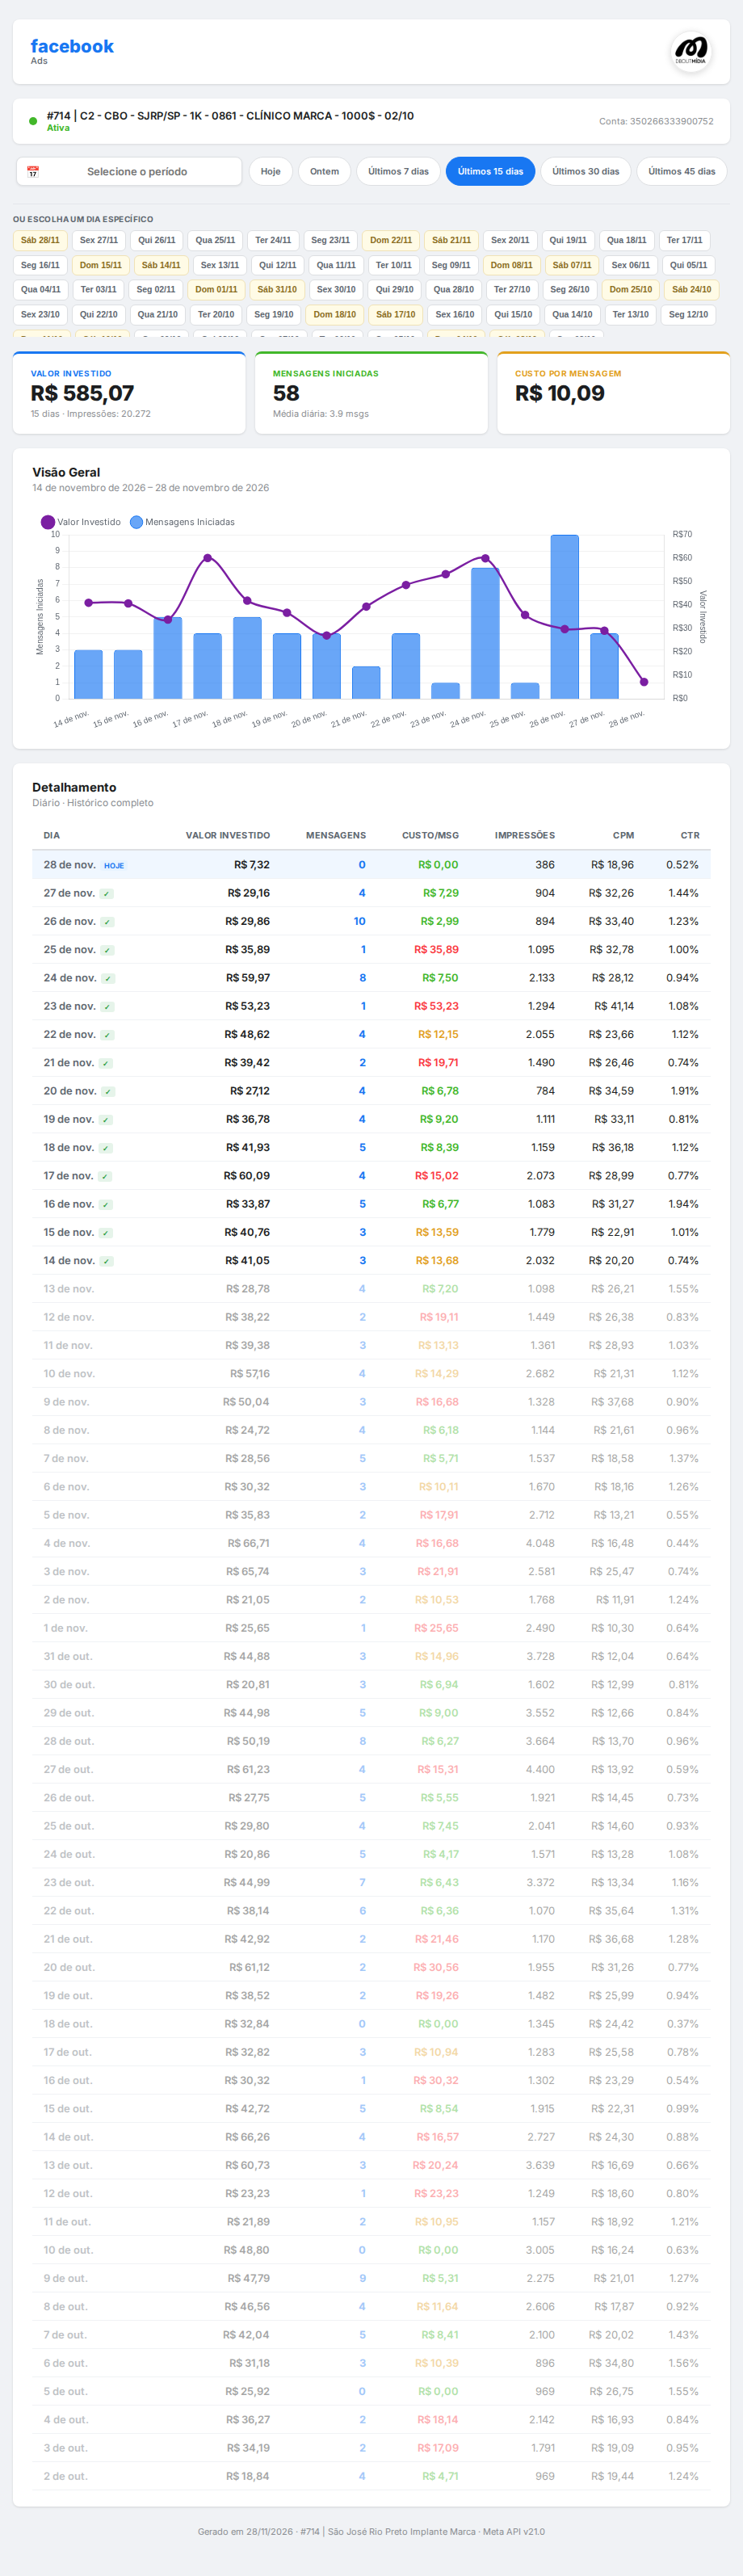 facebook
Ads
ABOUTMÍDIA
#714 | C2 - CBO - SJRP/SP - 1K - 0861 - CLÍNICO MARCA - 1000$ - 02/10
Ativa
Conta: 350266333900752
Selecione o período Hoje Ontem Últimos 7 dias Últimos 15 dias Últimos 30 dias Últimos 45 dias
OU ESCOLHA UM DIA ESPECÍFICO
Sáb 28/11 Sex 27/11 Qui 26/11 Qua 25/11 Ter 24/11 Seg 23/11 Dom 22/11 Sáb 21/11 Sex 20/11 Qui 19/11 Qua 18/11 Ter 17/11
Seg 16/11 Dom 15/11 Sáb 14/11 Sex 13/11 Qui 12/11 Qua 11/11 Ter 10/11 Seg 09/11 Dom 08/11 Sáb 07/11 Sex 06/11 Qui 05/11
Qua 04/11 Ter 03/11 Seg 02/11 Dom 01/11 Sáb 31/10 Sex 30/10 Qui 29/10 Qua 28/10 Ter 27/10 Seg 26/10 Dom 25/10 Sáb 24/10
Sex 23/10 Qui 22/10 Qua 21/10 Ter 20/10 Seg 19/10 Dom 18/10 Sáb 17/10 Sex 16/10 Qui 15/10 Qua 14/10 Ter 13/10 Seg 12/10
VALOR INVESTIDO
R$ 585,07
15 dias · Impressões: 20.272
MENSAGENS INICIADAS
58
Média diária: 3.9 msgs
CUSTO POR MENSAGEM
R$ 10,09
Visão Geral
14 de novembro de 2026 – 28 de novembro de 2026
Valor Investido Mensagens Iniciadas
Mensagens Iniciadas
10
9
8
7
6
5
4
3
2
1
0
R$70
R$60
R$50
R$40
R$30
R$20
R$10
R$0
Valor Investido
14 de nov. 15 de nov. 16 de nov. 17 de nov. 18 de nov. 19 de nov. 20 de nov. 21 de nov. 22 de nov. 23 de nov. 24 de nov. 25 de nov. 26 de nov. 27 de nov. 28 de nov.
Detalhamento
Diário · Histórico completo
DIA VALOR INVESTIDO MENSAGENS CUSTO/MSG IMPRESSÕES CPM CTR
28 de nov. HOJE R$ 7,32 0 R$ 0,00 386 R$ 18,96 0.52%
27 de nov. ✓ R$ 29,16 4 R$ 7,29 904 R$ 32,26 1.44%
26 de nov. ✓ R$ 29,86 10 R$ 2,99 894 R$ 33,40 1.23%
25 de nov. ✓ R$ 35,89 1 R$ 35,89 1.095 R$ 32,78 1.00%
24 de nov. ✓ R$ 59,97 8 R$ 7,50 2.133 R$ 28,12 0.94%
23 de nov. ✓ R$ 53,23 1 R$ 53,23 1.294 R$ 41,14 1.08%
22 de nov. ✓ R$ 48,62 4 R$ 12,15 2.055 R$ 23,66 1.12%
21 de nov. ✓ R$ 39,42 2 R$ 19,71 1.490 R$ 26,46 0.74%
20 de nov. ✓ R$ 27,12 4 R$ 6,78 784 R$ 34,59 1.91%
19 de nov. ✓ R$ 36,78 4 R$ 9,20 1.111 R$ 33,11 0.81%
18 de nov. ✓ R$ 41,93 5 R$ 8,39 1.159 R$ 36,18 1.12%
17 de nov. ✓ R$ 60,09 4 R$ 15,02 2.073 R$ 28,99 0.77%
16 de nov. ✓ R$ 33,87 5 R$ 6,77 1.083 R$ 31,27 1.94%
15 de nov. ✓ R$ 40,76 3 R$ 13,59 1.779 R$ 22,91 1.01%
14 de nov. ✓ R$ 41,05 3 R$ 13,68 2.032 R$ 20,20 0.74%
13 de nov. R$ 28,78 4 R$ 7,20 1.098 R$ 26,21 1.55%
12 de nov. R$ 38,22 2 R$ 19,11 1.449 R$ 26,38 0.83%
11 de nov. R$ 39,38 3 R$ 13,13 1.361 R$ 28,93 1.03%
10 de nov. R$ 57,16 4 R$ 14,29 2.682 R$ 21,31 1.12%
9 de nov. R$ 50,04 3 R$ 16,68 1.328 R$ 37,68 0.90%
8 de nov. R$ 24,72 4 R$ 6,18 1.144 R$ 21,61 0.96%
7 de nov. R$ 28,56 5 R$ 5,71 1.537 R$ 18,58 1.37%
6 de nov. R$ 30,32 3 R$ 10,11 1.670 R$ 18,16 1.26%
5 de nov. R$ 35,83 2 R$ 17,91 2.712 R$ 13,21 0.55%
4 de nov. R$ 66,71 4 R$ 16,68 4.048 R$ 16,48 0.44%
3 de nov. R$ 65,74 3 R$ 21,91 2.581 R$ 25,47 0.74%
2 de nov. R$ 21,05 2 R$ 10,53 1.768 R$ 11,91 1.24%
1 de nov. R$ 25,65 1 R$ 25,65 2.490 R$ 10,30 0.64%
31 de out. R$ 44,88 3 R$ 14,96 3.728 R$ 12,04 0.64%
30 de out. R$ 20,81 3 R$ 6,94 1.602 R$ 12,99 0.81%
29 de out. R$ 44,98 5 R$ 9,00 3.552 R$ 12,66 0.84%
28 de out. R$ 50,19 8 R$ 6,27 3.664 R$ 13,70 0.96%
27 de out. R$ 61,23 4 R$ 15,31 4.400 R$ 13,92 0.59%
26 de out. R$ 27,75 5 R$ 5,55 1.921 R$ 14,45 0.73%
25 de out. R$ 29,80 4 R$ 7,45 2.041 R$ 14,60 0.93%
24 de out. R$ 20,86 5 R$ 4,17 1.571 R$ 13,28 1.08%
23 de out. R$ 44,99 7 R$ 6,43 3.372 R$ 13,34 1.16%
22 de out. R$ 38,14 6 R$ 6,36 1.070 R$ 35,64 1.31%
21 de out. R$ 42,92 2 R$ 21,46 1.170 R$ 36,68 1.28%
20 de out. R$ 61,12 2 R$ 30,56 1.955 R$ 31,26 0.77%
19 de out. R$ 38,52 2 R$ 19,26 1.482 R$ 25,99 0.94%
18 de out. R$ 32,84 0 R$ 0,00 1.345 R$ 24,42 0.37%
17 de out. R$ 32,82 3 R$ 10,94 1.283 R$ 25,58 0.78%
16 de out. R$ 30,32 1 R$ 30,32 1.302 R$ 23,29 0.54%
15 de out. R$ 42,72 5 R$ 8,54 1.915 R$ 22,31 0.99%
14 de out. R$ 66,26 4 R$ 16,57 2.727 R$ 24,30 0.88%
13 de out. R$ 60,73 3 R$ 20,24 3.639 R$ 16,69 0.66%
12 de out. R$ 23,23 1 R$ 23,23 1.249 R$ 18,60 0.80%
11 de out. R$ 21,89 2 R$ 10,95 1.157 R$ 18,92 1.21%
10 de out. R$ 48,80 0 R$ 0,00 3.005 R$ 16,24 0.63%
9 de out. R$ 47,79 9 R$ 5,31 2.275 R$ 21,01 1.27%
8 de out. R$ 46,56 4 R$ 11,64 2.606 R$ 17,87 0.92%
7 de out. R$ 42,04 5 R$ 8,41 2.100 R$ 20,02 1.43%
6 de out. R$ 31,18 3 R$ 10,39 896 R$ 34,80 1.56%
5 de out. R$ 25,92 0 R$ 0,00 969 R$ 26,75 1.55%
4 de out. R$ 36,27 2 R$ 18,14 2.142 R$ 16,93 0.84%
3 de out. R$ 34,19 2 R$ 17,09 1.791 R$ 19,09 0.95%
2 de out. R$ 18,84 4 R$ 4,71 969 R$ 19,44 1.24%
Gerado em 28/11/2026 · #714 | São José Rio Preto Implante Marca · Meta API v21.0